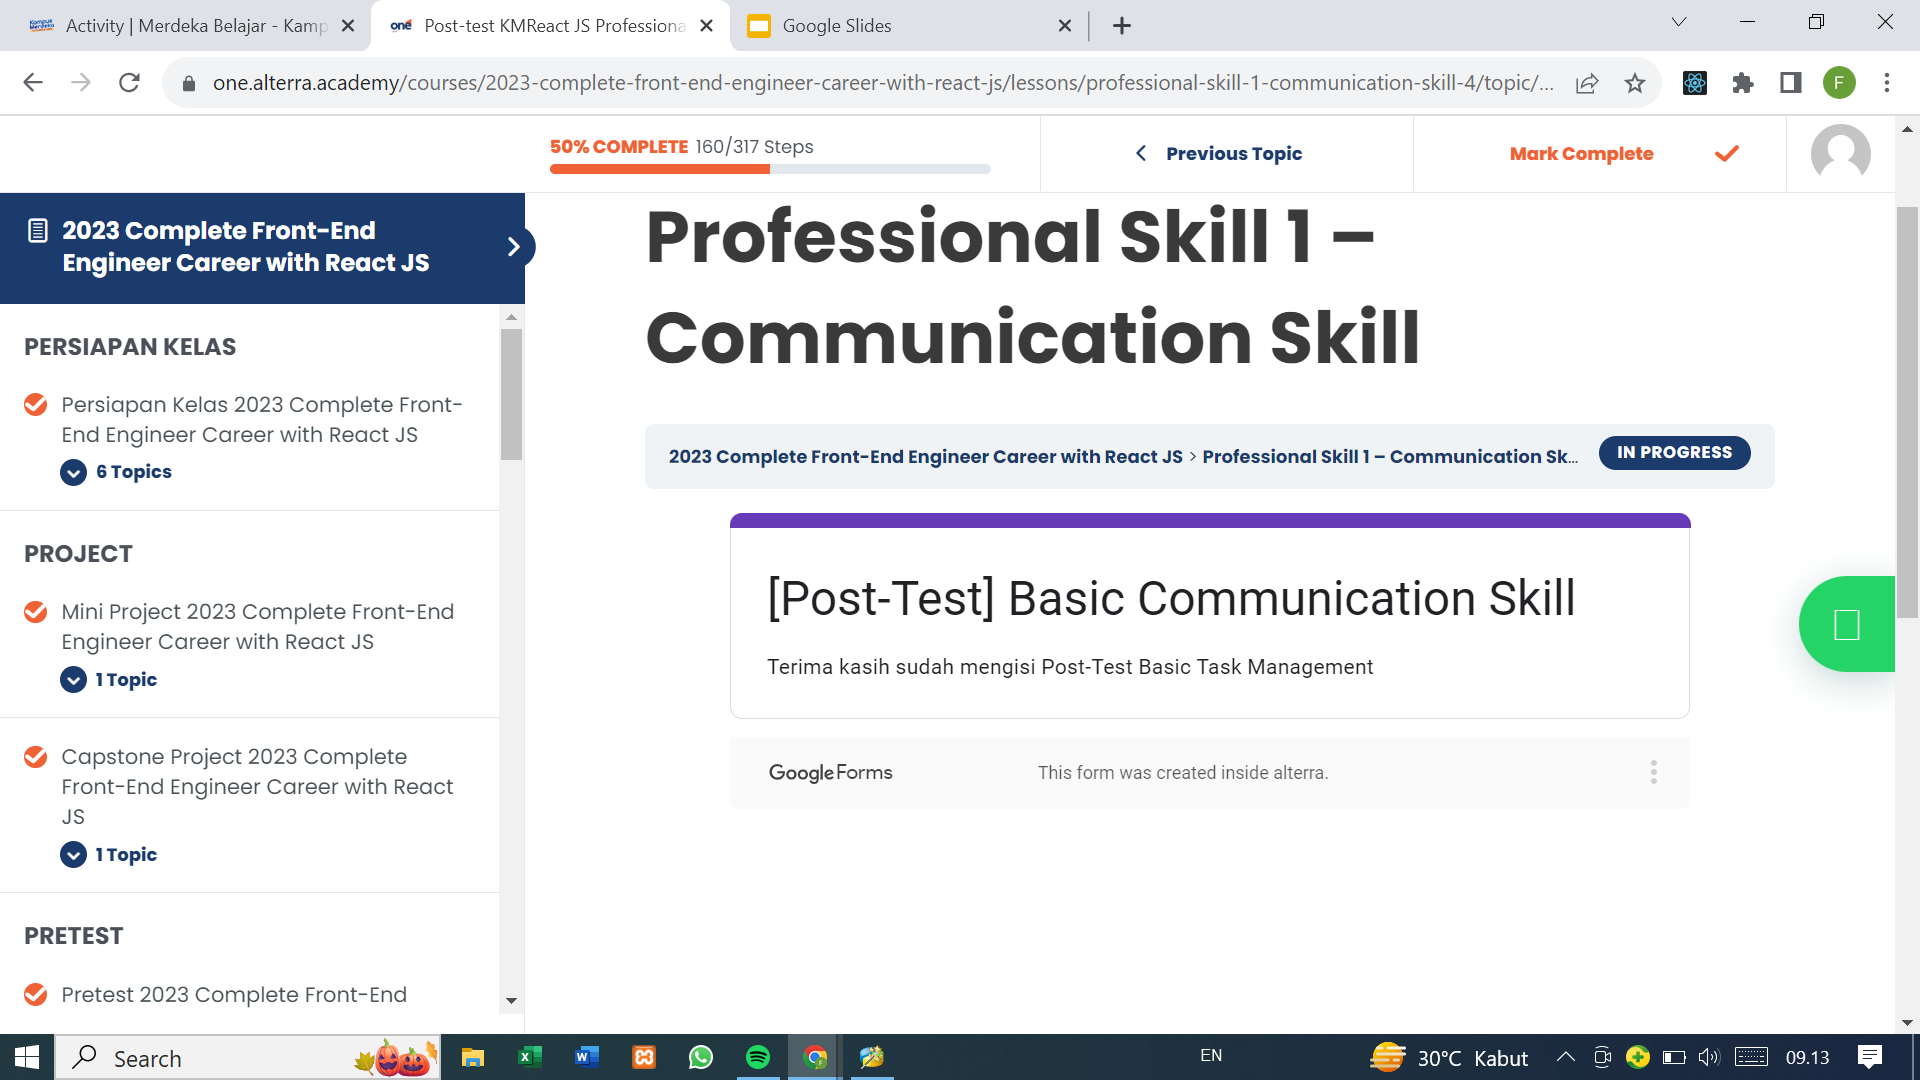 Activity | Merdeka Belajar - Kamp
Post-test KMReact JS Professiona
Google Slides
one.alterra.academy/courses/2023-complete-front-end-engineer-career-with-react-js/lessons/professional-skill-1-communication-skill-4/topic/...
F
50% COMPLETE 160/317 Steps
Previous Topic
Mark Complete
2023 Complete Front-End
Engineer Career with React JS
PERSIAPAN KELAS
Persiapan Kelas 2023 Complete Front-
End Engineer Career with React JS
6 Topics
PROJECT
Mini Project 2023 Complete Front-End
Engineer Career with React JS
1 Topic
Capstone Project 2023 Complete
Front-End Engineer Career with React
JS
1 Topic
PRETEST
Pretest 2023 Complete Front-End
Professional Skill 1 –
Communication Skill
2023 Complete Front-End Engineer Career with React JS > Professional Skill 1 – Communication Sk...
IN PROGRESS
[Post-Test] Basic Communication Skill
Terima kasih sudah mengisi Post-Test Basic Task Management
Google Forms
This form was created inside alterra.
Search
EN
30°C Kabut
09.13